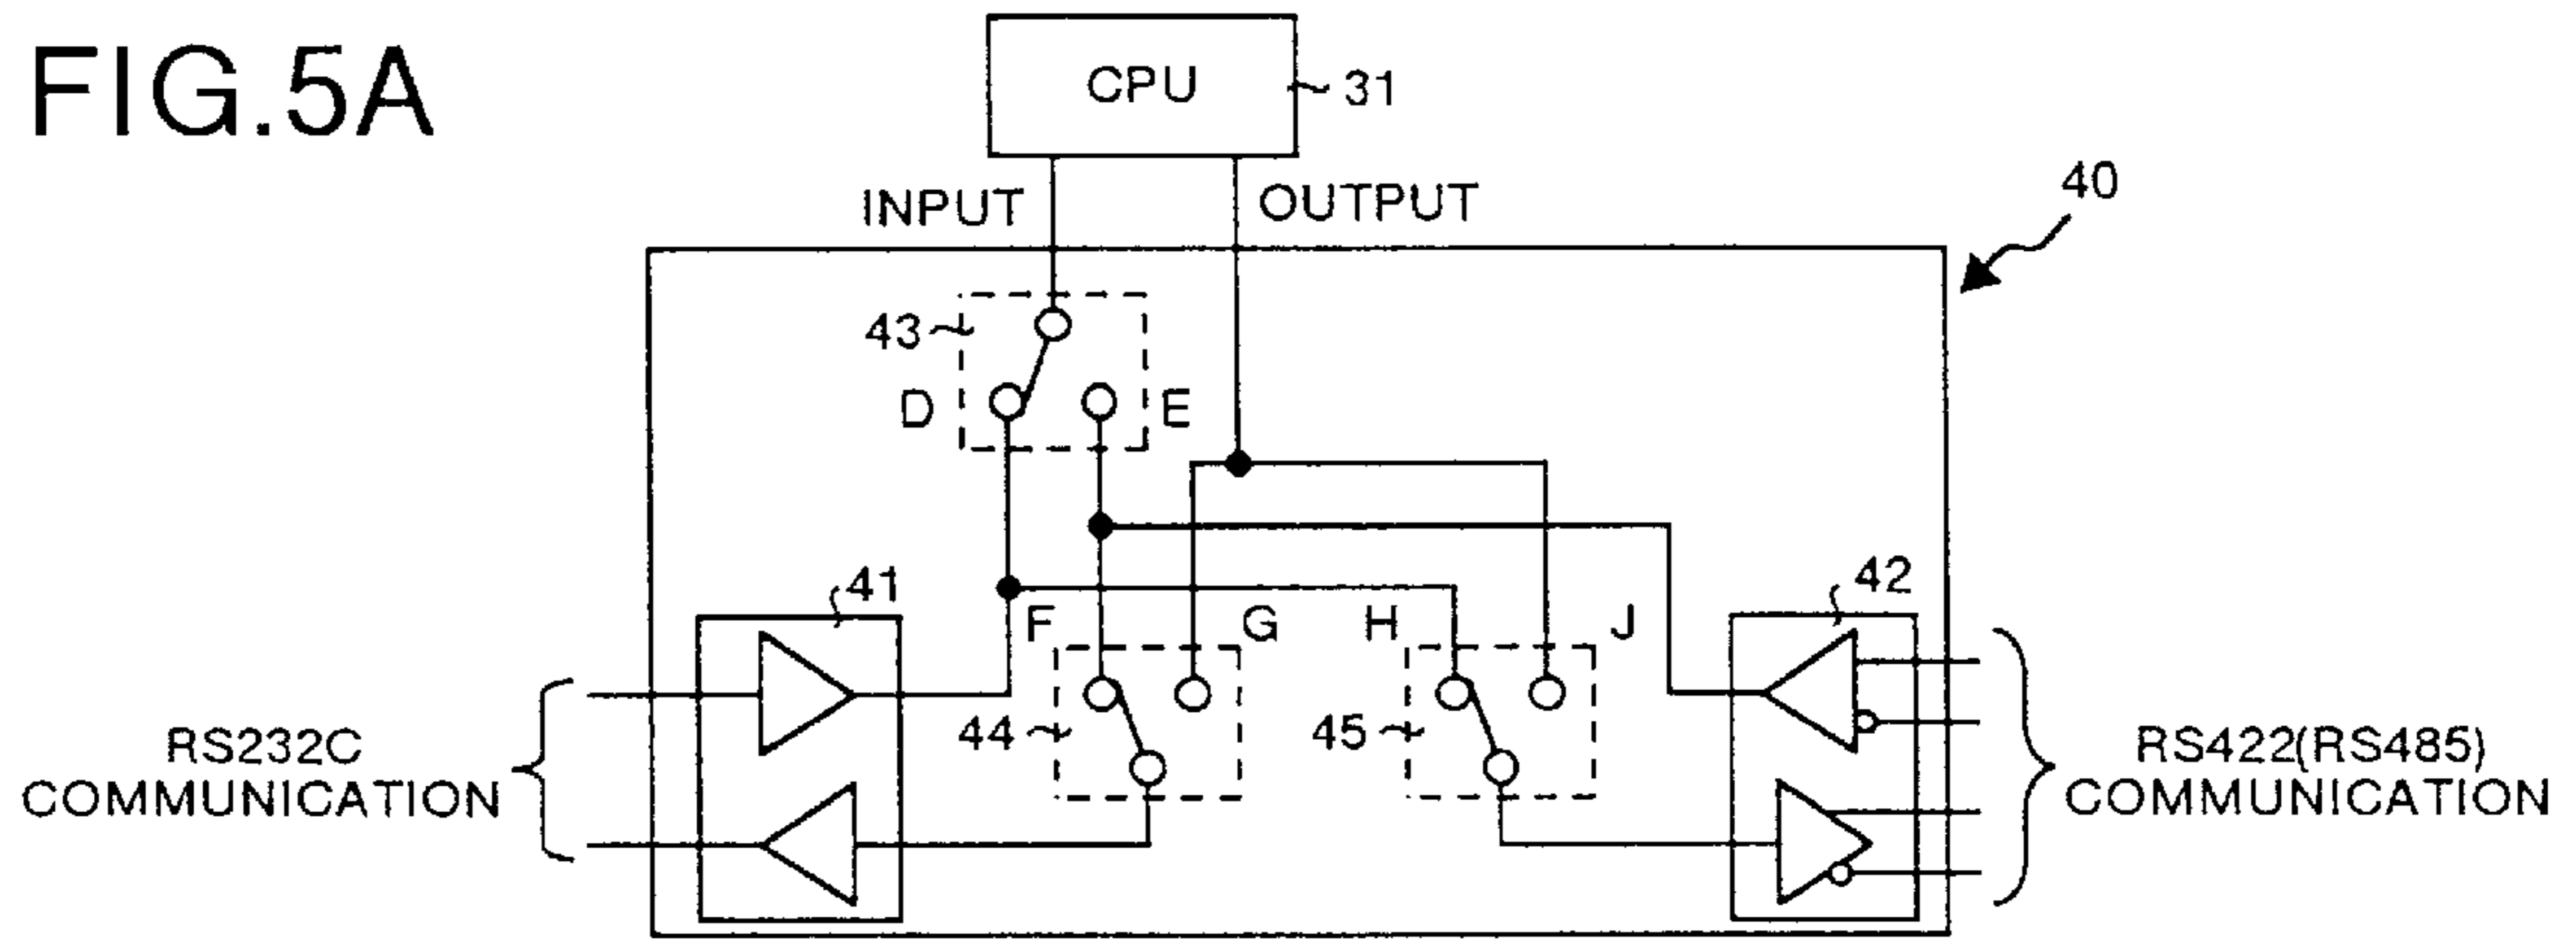 FIG.5A
CPU
31
INPUT
OUTPUT
40
43
D
E
41
F
G
H
J
42
44
45
RS232C
COMMUNICATION
RS422(RS485)
COMMUNICATION